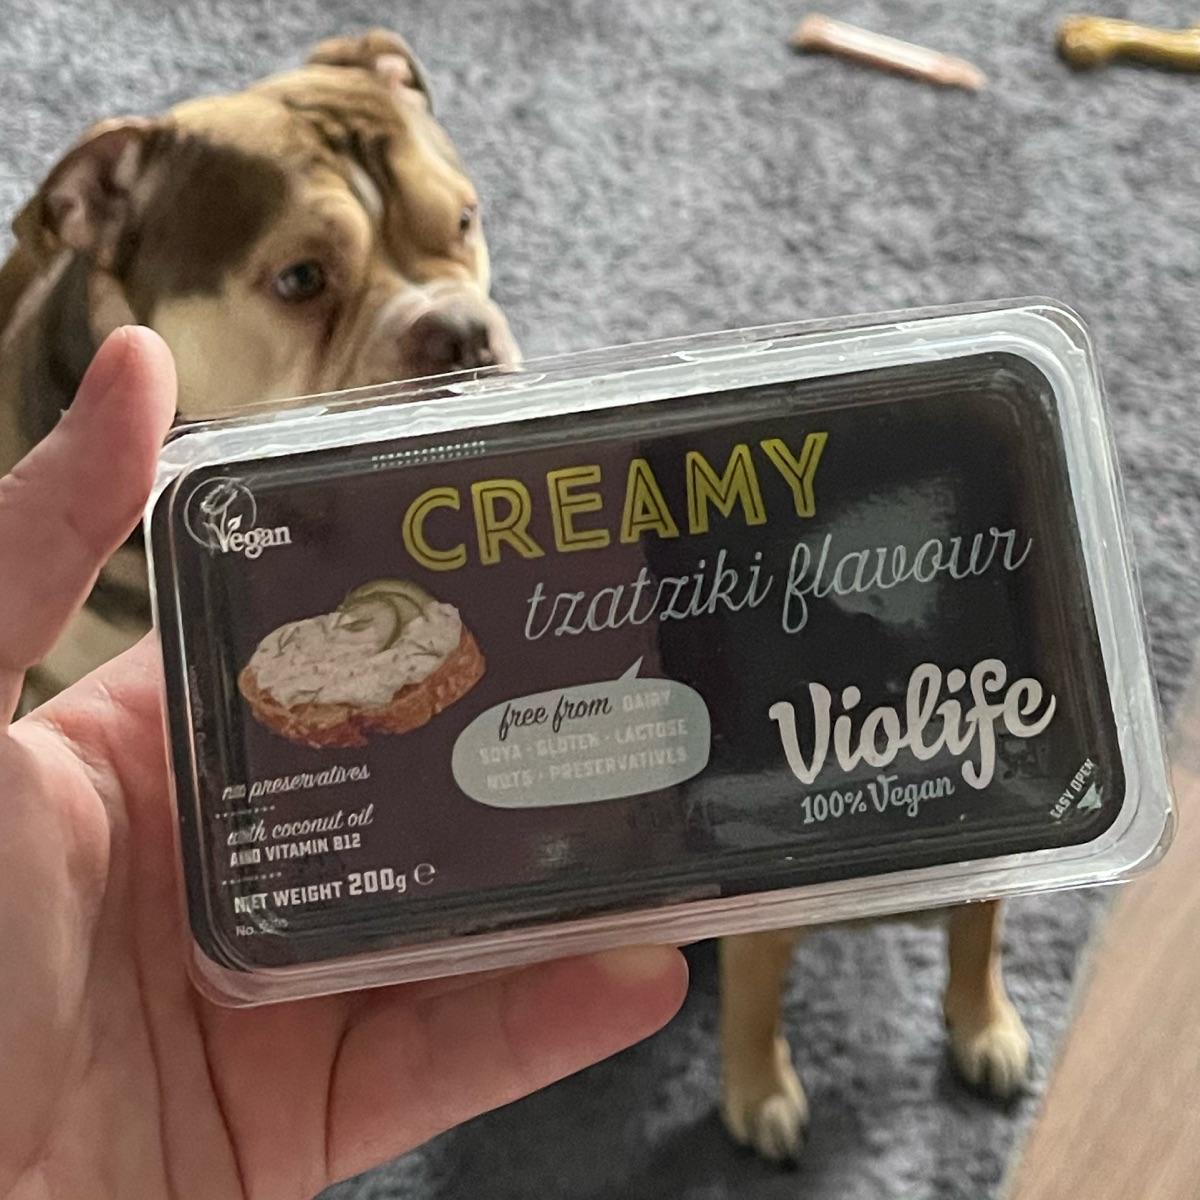 Vegan
CREAMY
tzatziki flavour
free from DAIRY
SOYA · GLUTEN · LACTOSE
NUTS · PRESERVATIVES
Violife
100% Vegan
EASY OPEN
no preservatives
with coconut oil
AND VITAMIN B12
NET WEIGHT 200g e
No.